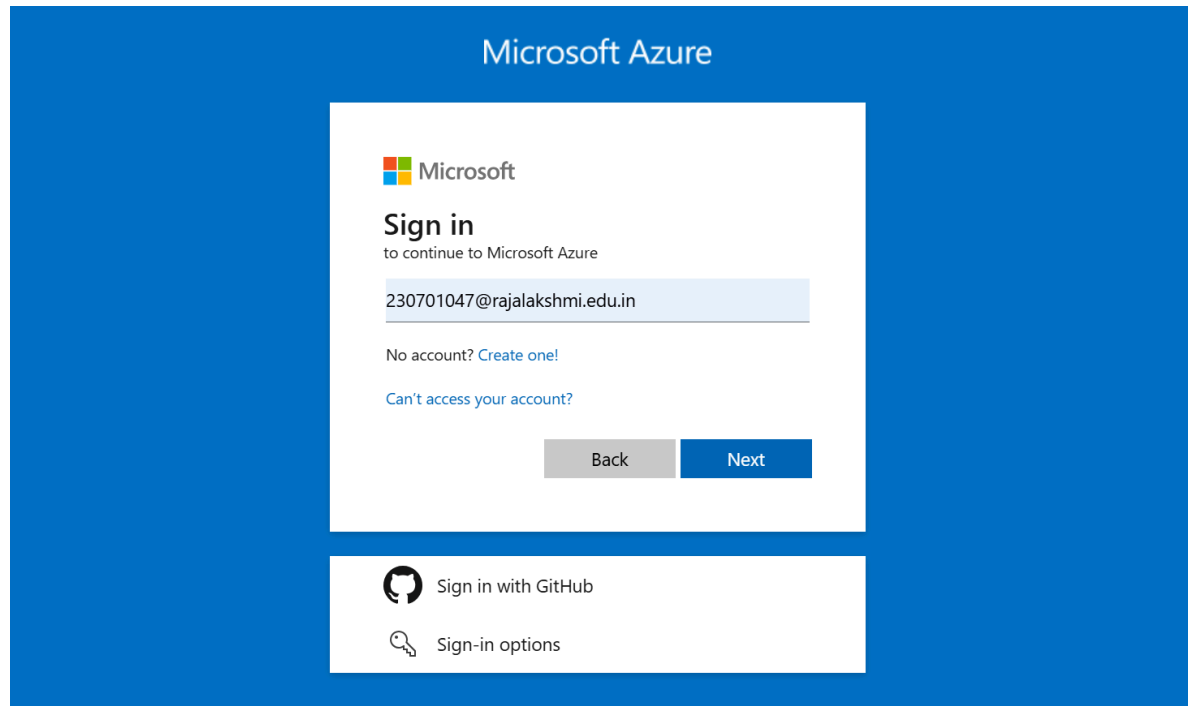 Microsoft Azure
Microsoft
Sign in
to continue to Microsoft Azure
230701047@rajalakshmi.edu.in
No account? Create one!
Can’t access your account?
Back Next
Sign in with GitHub
Sign-in options